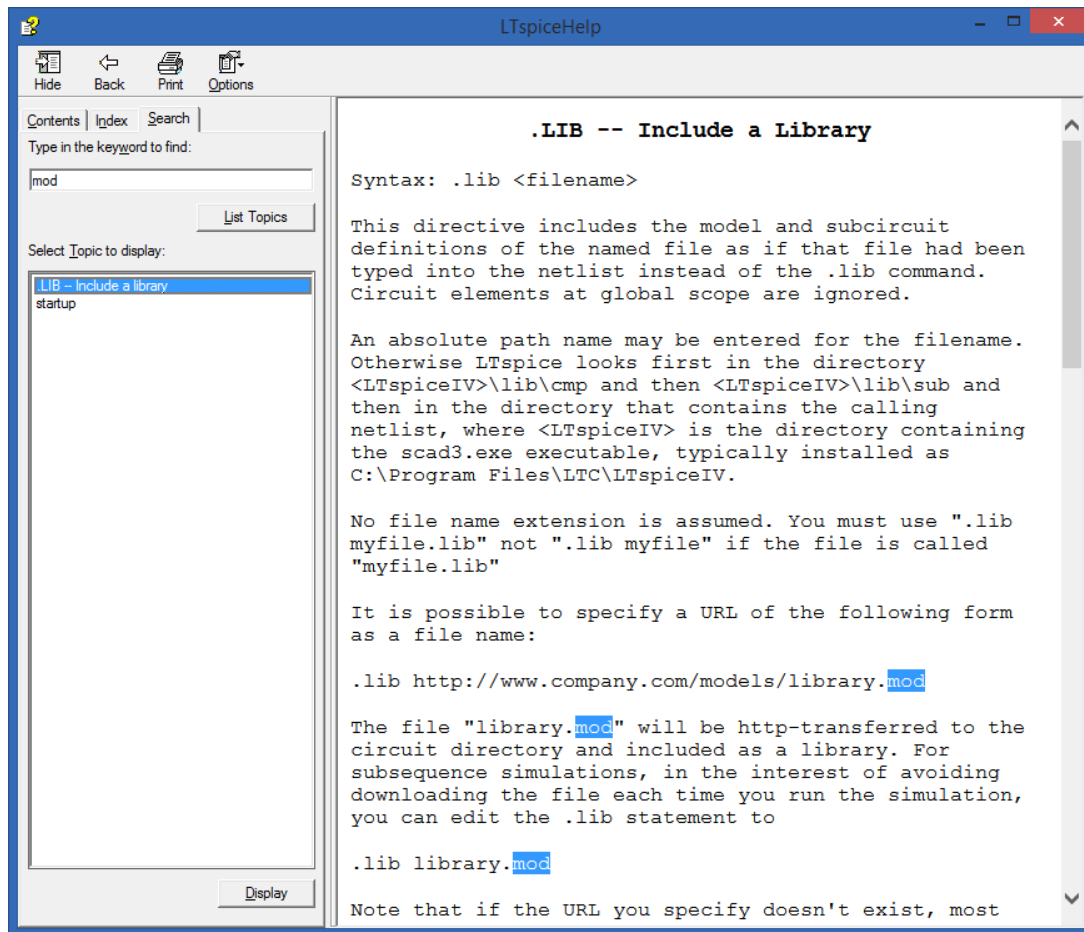 LTspiceHelp
Hide Back Print Options
Contents Index Search
Type in the keyword to find:
mod
List Topics
Select Topic to display:
.LIB -- Include a library
startup
Display
.LIB -- Include a Library
Syntax: .lib <filename>
This directive includes the model and subcircuit
definitions of the named file as if that file had been
typed into the netlist instead of the .lib command.
Circuit elements at global scope are ignored.
An absolute path name may be entered for the filename.
Otherwise LTspice looks first in the directory
<LTspiceIV>\lib\cmp and then <LTspiceIV>\lib\sub and
then in the directory that contains the calling
netlist, where <LTspiceIV> is the directory containing
the scad3.exe executable, typically installed as
C:\Program Files\LTC\LTspiceIV.
No file name extension is assumed. You must use ".lib
myfile.lib" not ".lib myfile" if the file is called
"myfile.lib"
It is possible to specify a URL of the following form
as a file name:
.lib http://www.company.com/models/library.mod
The file "library.mod" will be http-transferred to the
circuit directory and included as a library. For
subsequence simulations, in the interest of avoiding
downloading the file each time you run the simulation,
you can edit the .lib statement to
.lib library.mod
Note that if the URL you specify doesn't exist, most